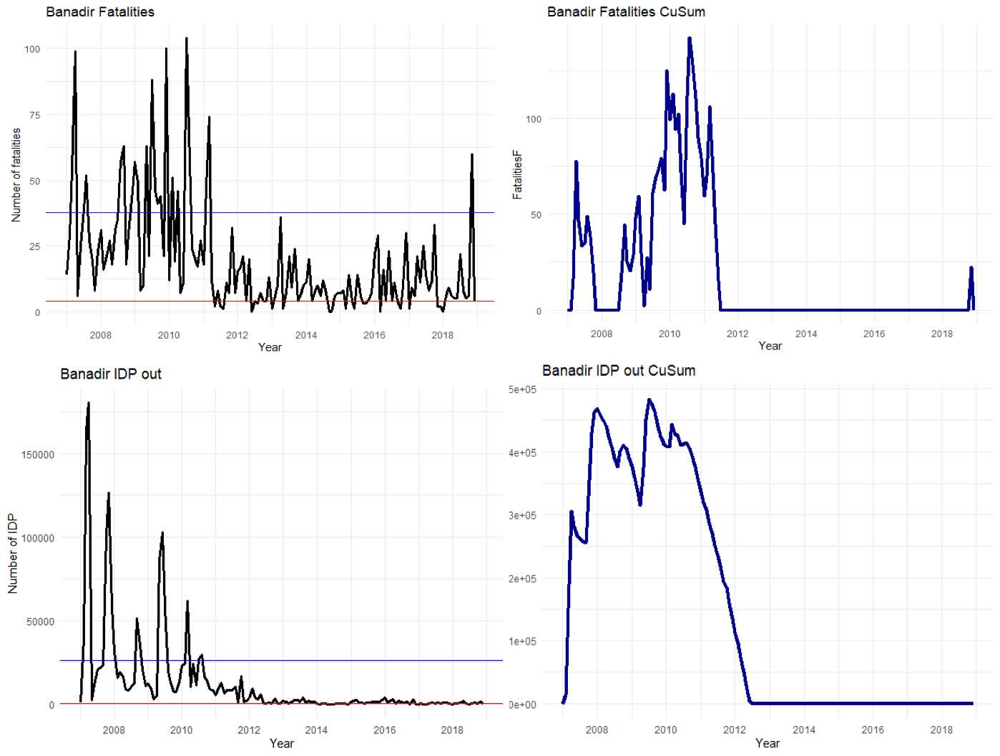 Banadir Fatalities
Number of fatalities
100
75
50
25
0
2008 2010 2012 2014 2016 2018
Year
Banadir Fatalities CuSum
FatalitiesF
100
50
0
2008 2010 2012 2014 2016 2018
Year
Banadir IDP out
Number of IDP
150000
100000
50000
0
2008 2010 2012 2014 2016 2018
Year
Banadir IDP out CuSum
5e+05
4e+05
3e+05
2e+05
1e+05
0e+00
2008 2010 2012 2014 2016 2018
Year